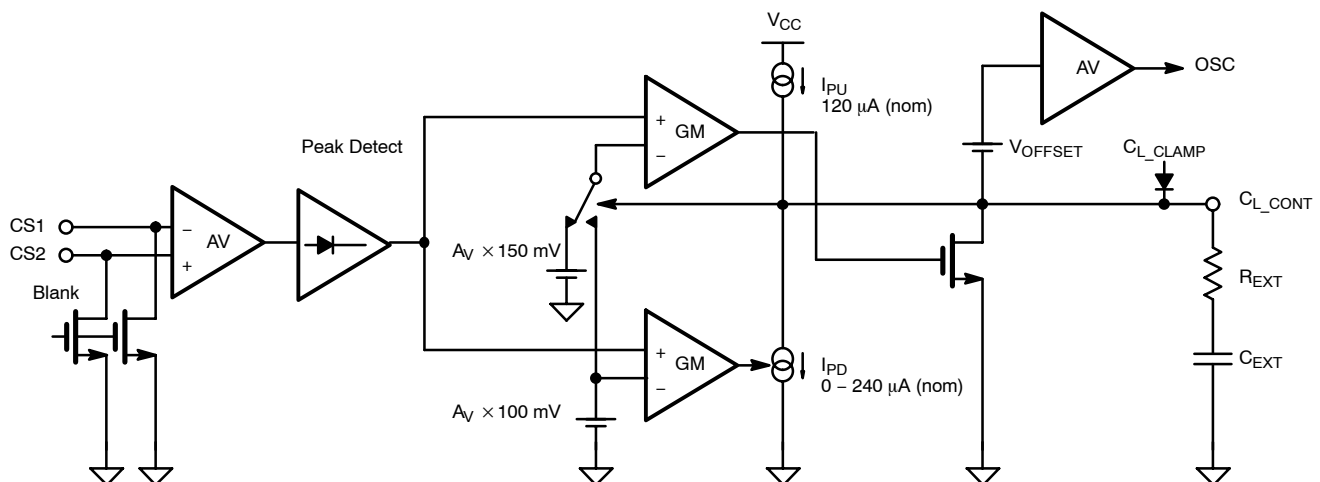 V_CC
AV
OSC
I_PU
120 μA (nom)
+
GM
−
Peak Detect
V_OFFSET
C_L_CLAMP
CS1
−
AV
C_L_CONT
CS2
+
A_V × 150 mV
Blank
R_EXT
+
GM
−
I_PD
0 – 240 μA (nom)
C_EXT
A_V × 100 mV